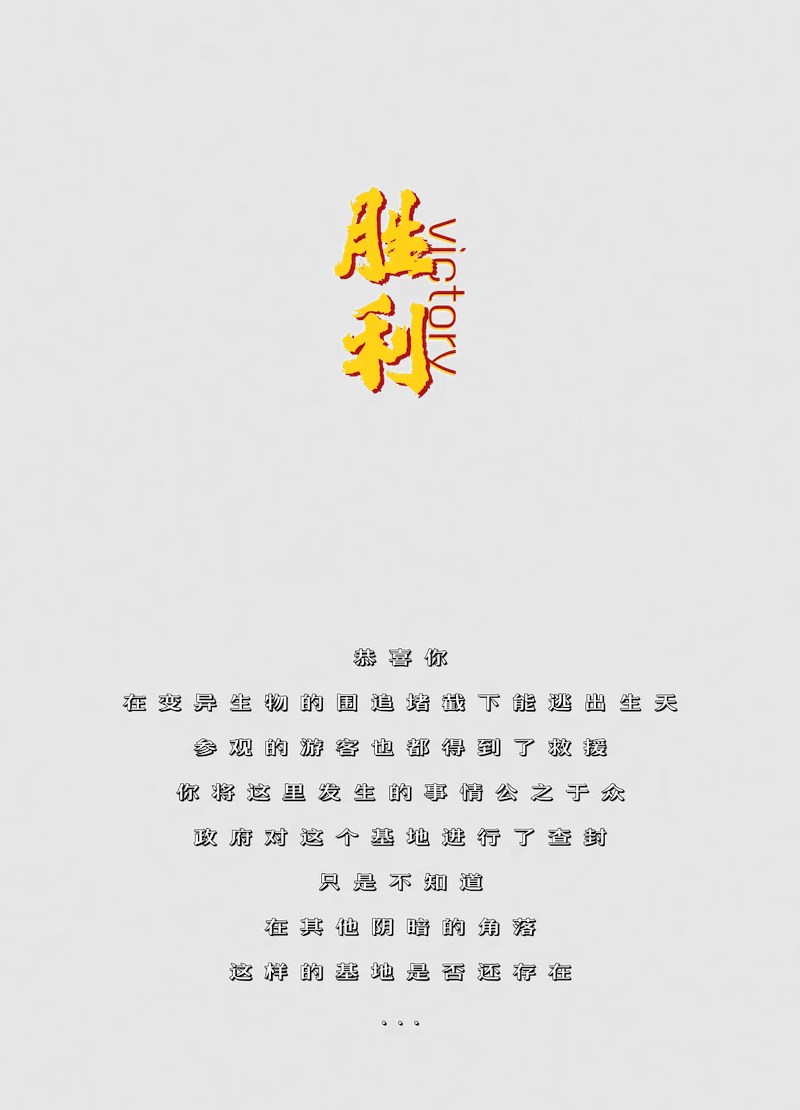 胜利
victory
恭喜你
在变异生物的围追堵截下能逃出生天
参观的游客也都得到了救援
你将这里发生的事情公之于众
政府对这个基地进行了查封
只是不知道
在其他阴暗的角落
这样的基地是否还存在
...